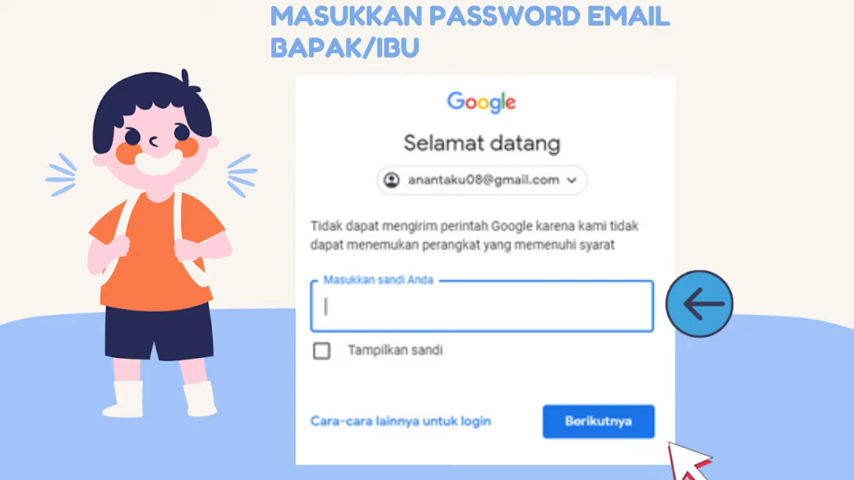 MASUKKAN PASSWORD EMAIL
BAPAK/IBU
Google
Selamat datang
anantaku08@gmail.com
Tidak dapat mengirim perintah Google karena kami tidak
dapat menemukan perangkat yang memenuhi syarat
Masukkan sandi Anda
Tampilkan sandi
Cara-cara lainnya untuk login
Berikutnya